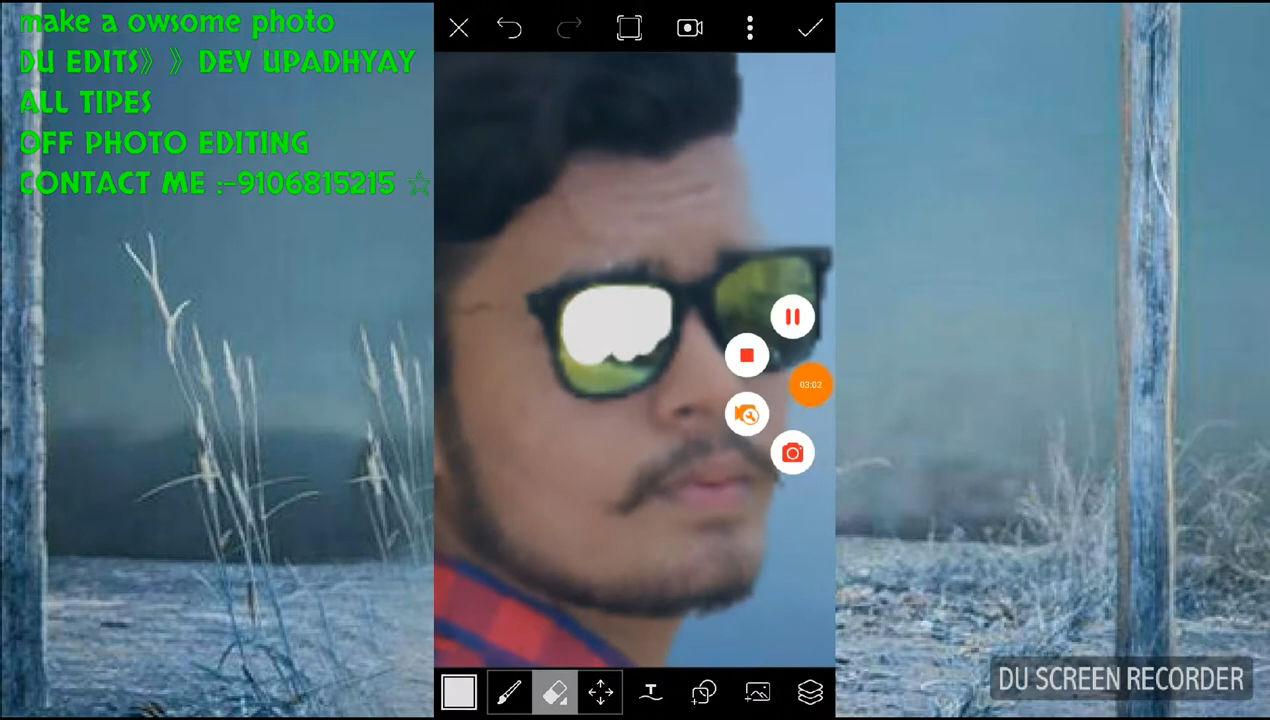 make a owsome photo
DU EDITS》 》 DEV UPADHYAY
ALL TIPES
OFF PHOTO EDITING
CONTACT ME :-9106815215 ☆
03:02
T
DU SCREEN RECORDER